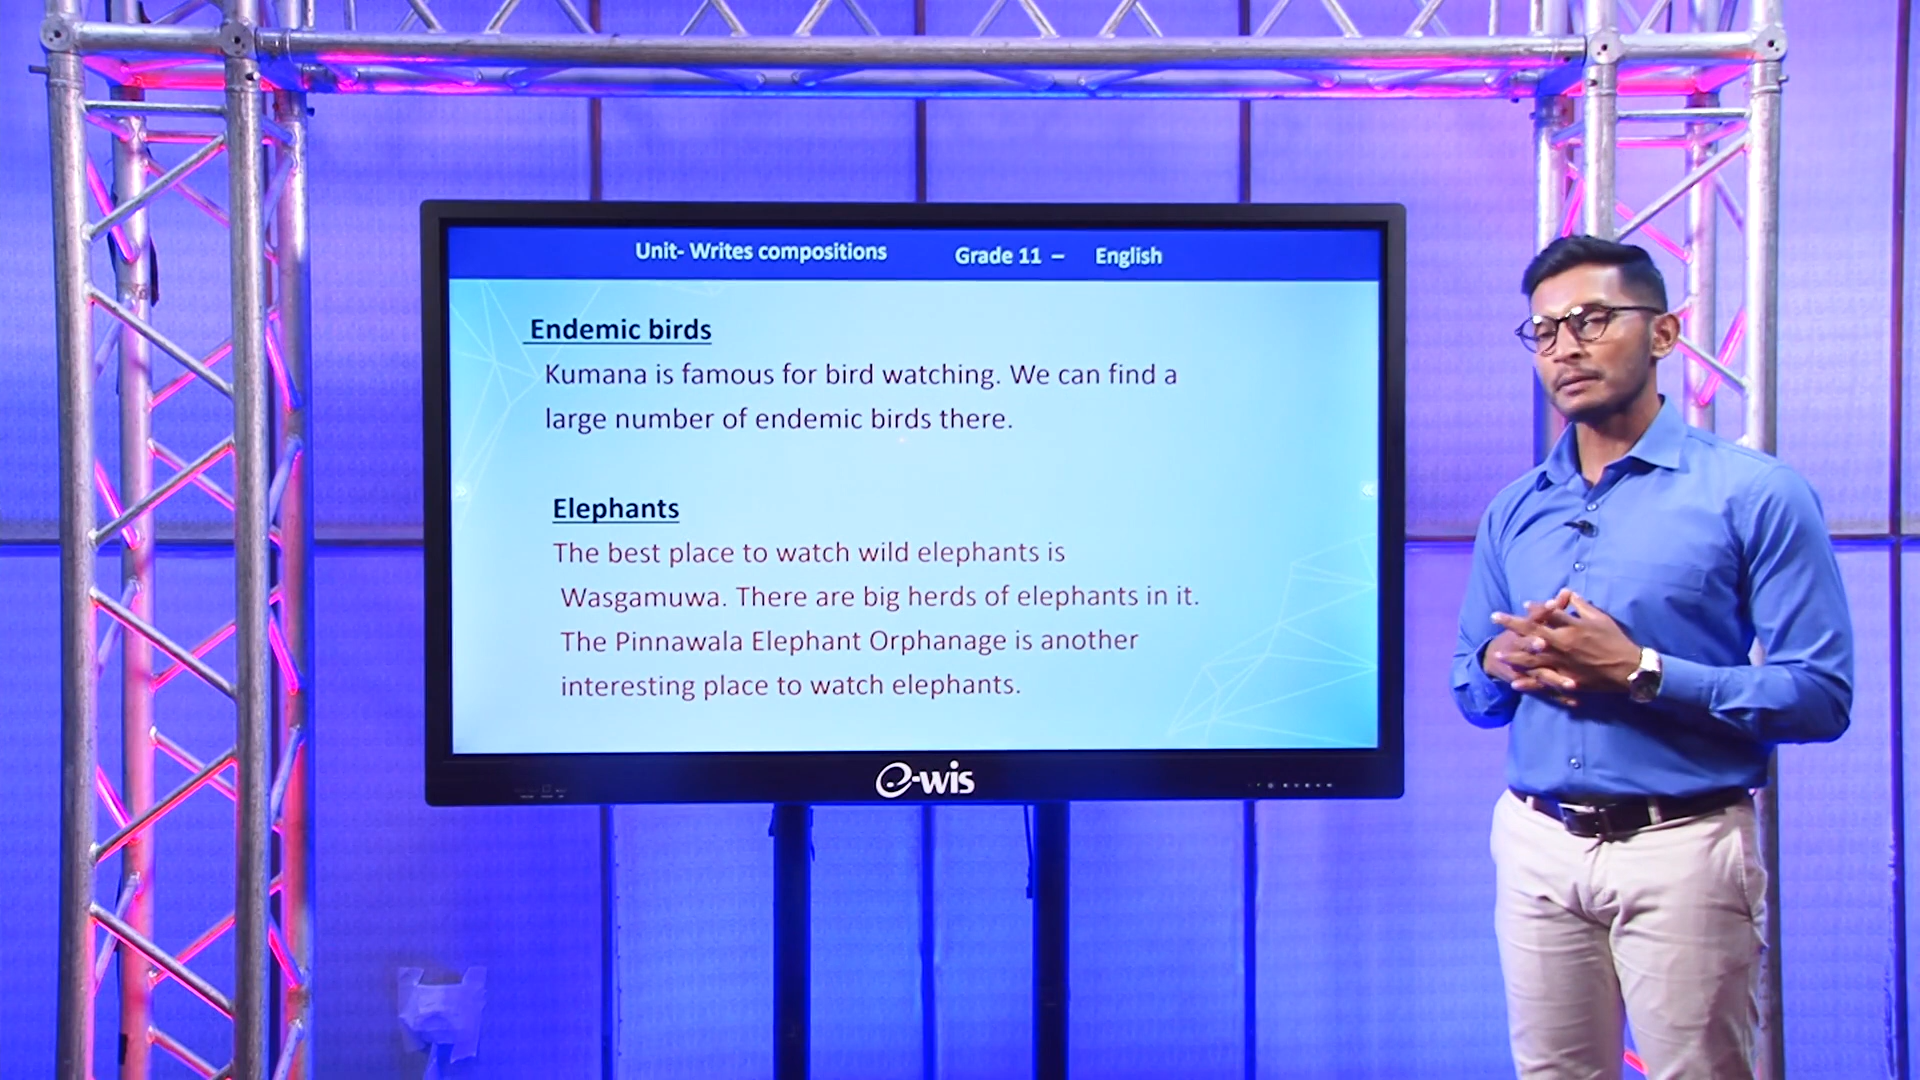 Unit- Writes compositions Grade 11 – English
Endemic birds
Kumana is famous for bird watching. We can find a
large number of endemic birds there.
Elephants
The best place to watch wild elephants is
Wasgamuwa. There are big herds of elephants in it.
The Pinnawala Elephant Orphanage is another
interesting place to watch elephants.
e-wis